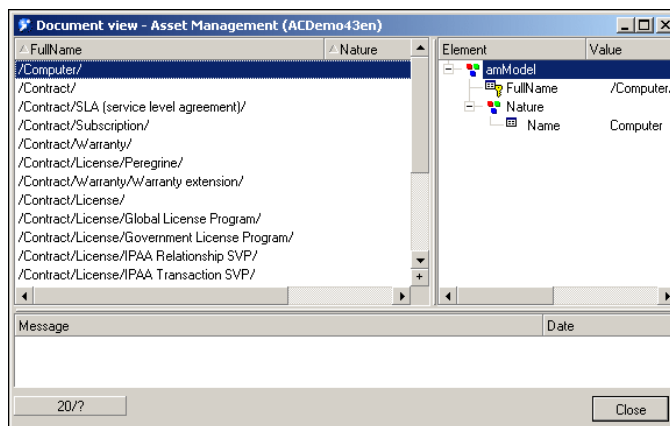 Document view - Asset Management (ACDemo43en)
FullName Nature
/Computer/
/Contract/
/Contract/SLA (service level agreement)/
/Contract/Subscription/
/Contract/Warranty/
/Contract/License/Peregrine/
/Contract/Warranty/Warranty extension/
/Contract/License/
/Contract/License/Global License Program/
/Contract/License/Government License Program/
/Contract/License/IPAA Relationship SVP/
/Contract/License/IPAA Transaction SVP/
Element Value
amModel
FullName /Computer/
Nature
Name Computer
Message Date
20/?
Close